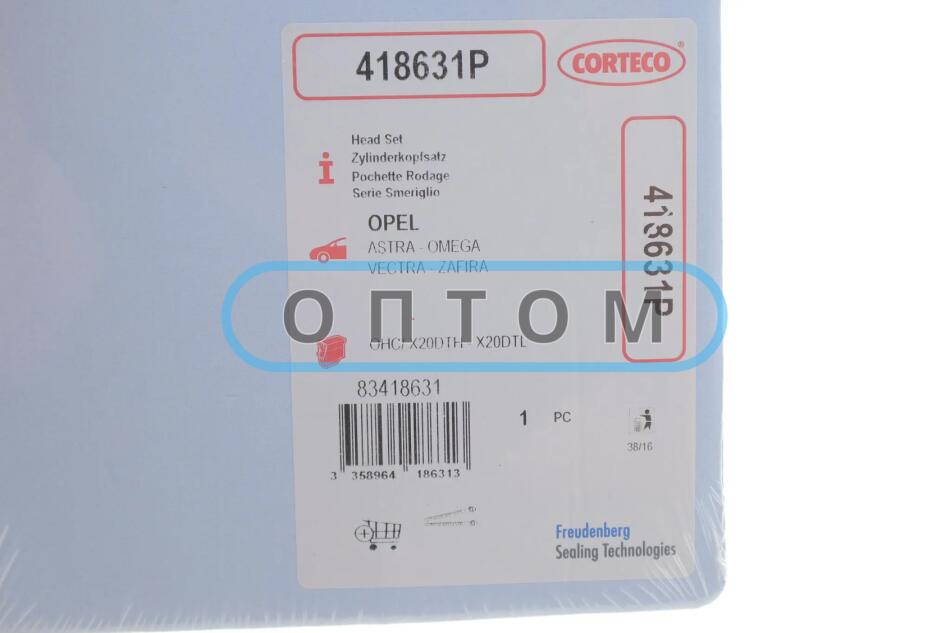 418631P
CORTECO®
Head Set
Zylinderkopfsatz
Pochette Rodage
Serie Smeriglio
418631P
OPEL
ASTRA - OMEGA
VECTRA - ZAFIRA
ОПТОМ
X20DTH - X20DTL
83418631
1 PC
3 358964 186313
38/16
Freudenberg
Sealing Technologies